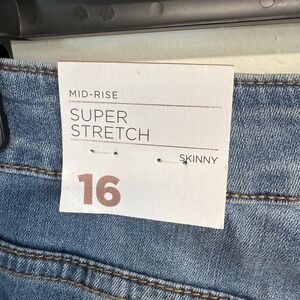 MID-RISE
SUPER
STRETCH
SKINNY
16